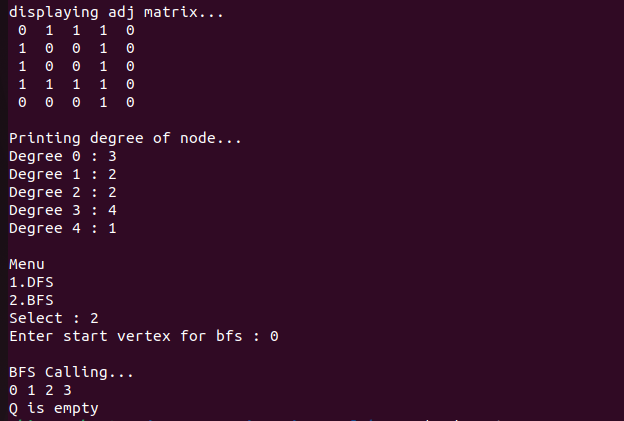 displaying adj matrix...
0 1 1 1 0
1 0 0 1 0
1 0 0 1 0
1 1 1 1 0
0 0 0 1 0
Printing degree of node...
Degree 0 : 3
Degree 1 : 2
Degree 2 : 2
Degree 3 : 4
Degree 4 : 1
Menu
1.DFS
2.BFS
Select : 2
Enter start vertex for bfs : 0
BFS Calling...
0 1 2 3
Q is empty